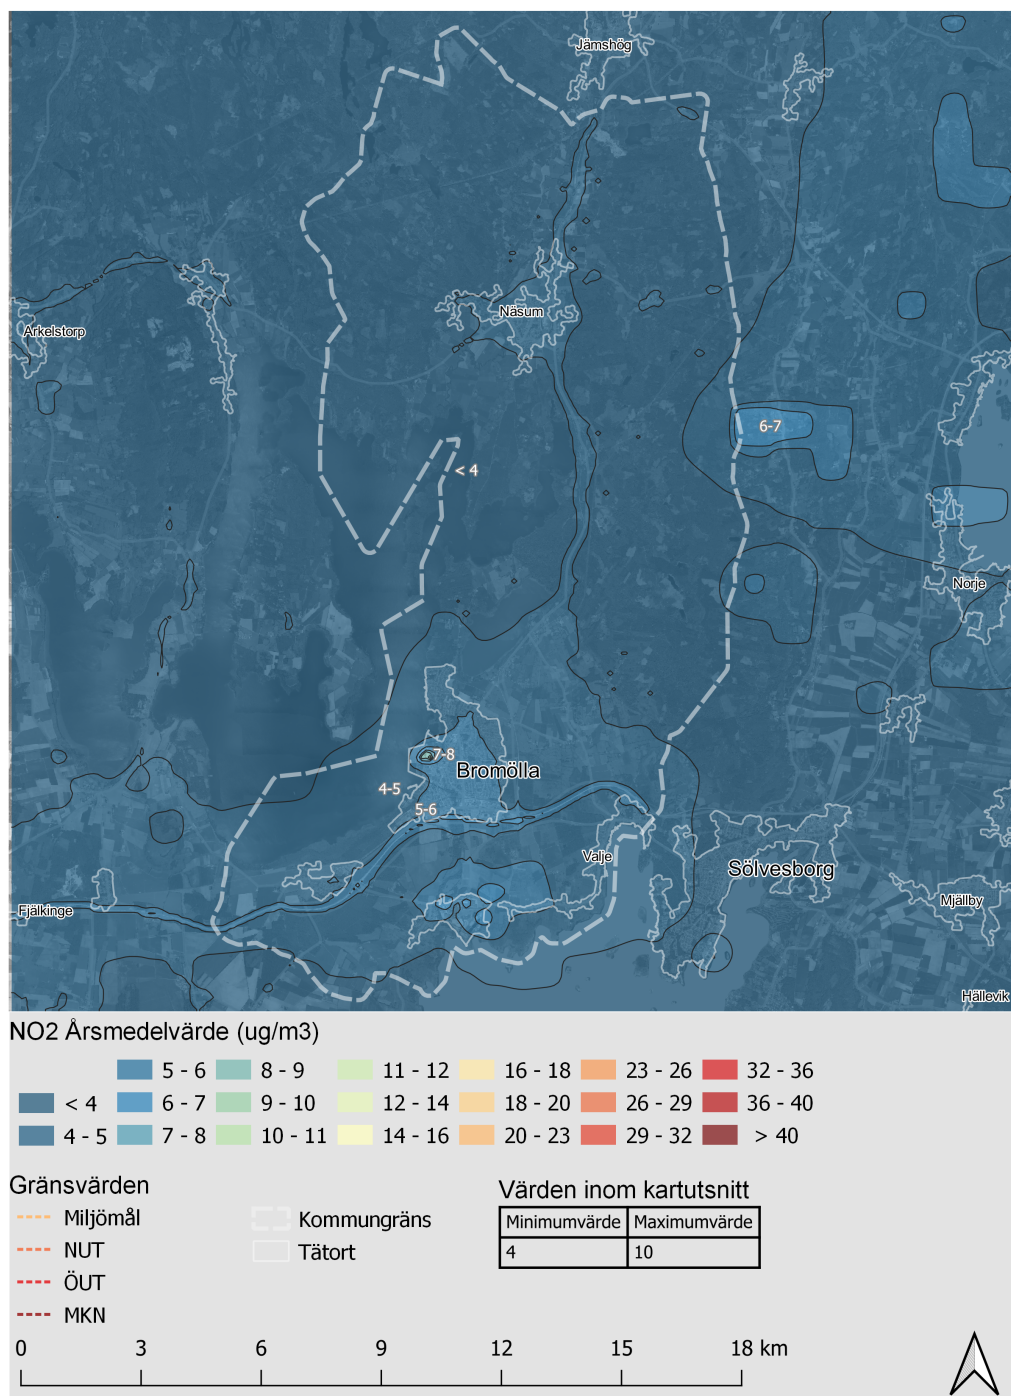 Jämshög
Näsum
Arkelstorp
6-7
< 4
Norje
7-8
Bromölla
4-5
5-6
Valje
Sölvesborg
Fjälkinge
Mjällby
Hällevik
NO2 Årsmedelvärde (ug/m3)
5 - 6 8 - 9 11 - 12 16 - 18 23 - 26 32 - 36
< 4 6 - 7 9 - 10 12 - 14 18 - 20 26 - 29 36 - 40
4 - 5 7 - 8 10 - 11 14 - 16 20 - 23 29 - 32 > 40
Gränsvärden
Miljömål
NUT
ÖUT
MKN
Kommungräns
Tätort
Värden inom kartutsnitt
Minimumvärde Maximumvärde
4 10
0 3 6 9 12 15 18 km